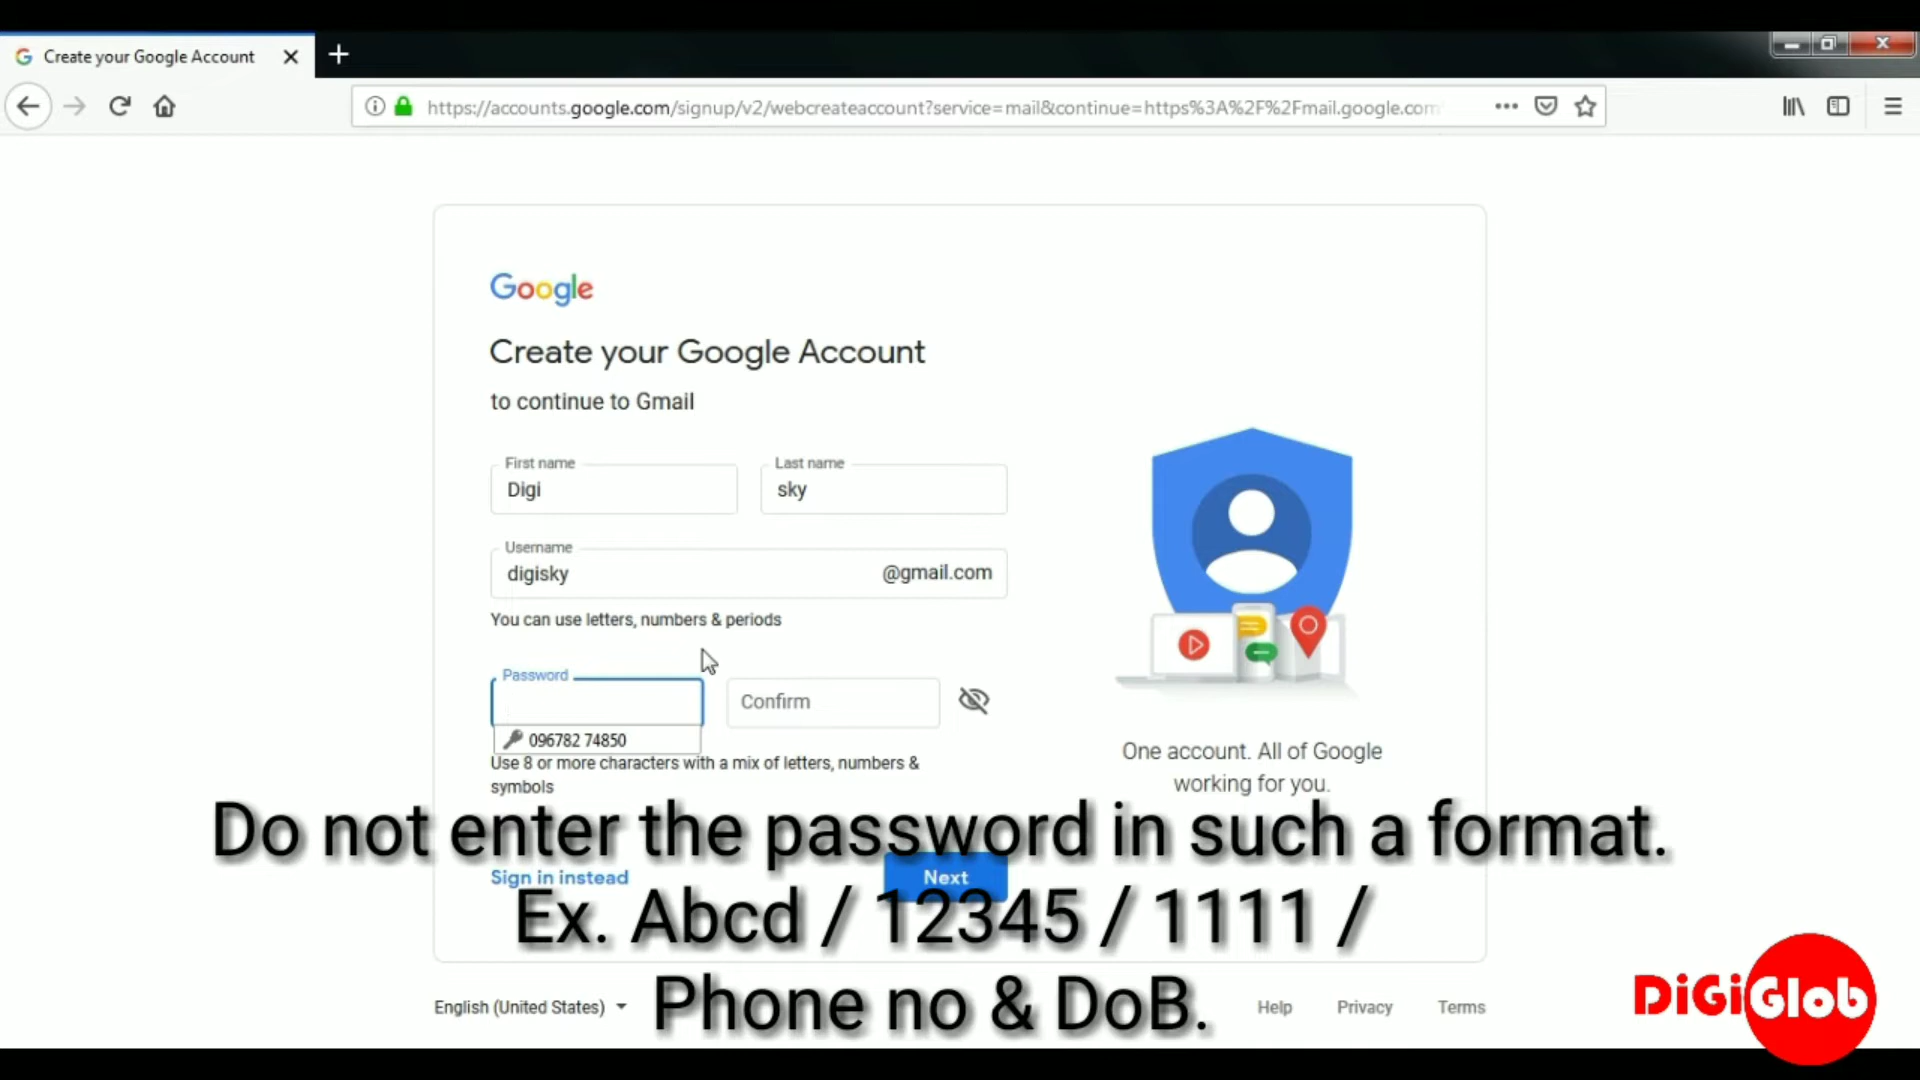 Create your Google Account
https://accounts.google.com/signup/v2/webcreateaccount?service=mail&continue=https%3A%2F%2Fmail.google.com
Google
Create your Google Account
to continue to Gmail
First name
Last name
Digi
sky
Username
digisky
@gmail.com
You can use letters, numbers & periods
Password
Confirm
096782 74850
Use 8 or more characters with a mix of letters, numbers &
symbols
One account. All of Google
working for you.
Do not enter the password in such a format.
Sign in instead
Next
Ex. Abcd / 12345 / 1111 /
Phone no & DoB.
English (United States)
Help
Privacy
Terms
DiGiGlob